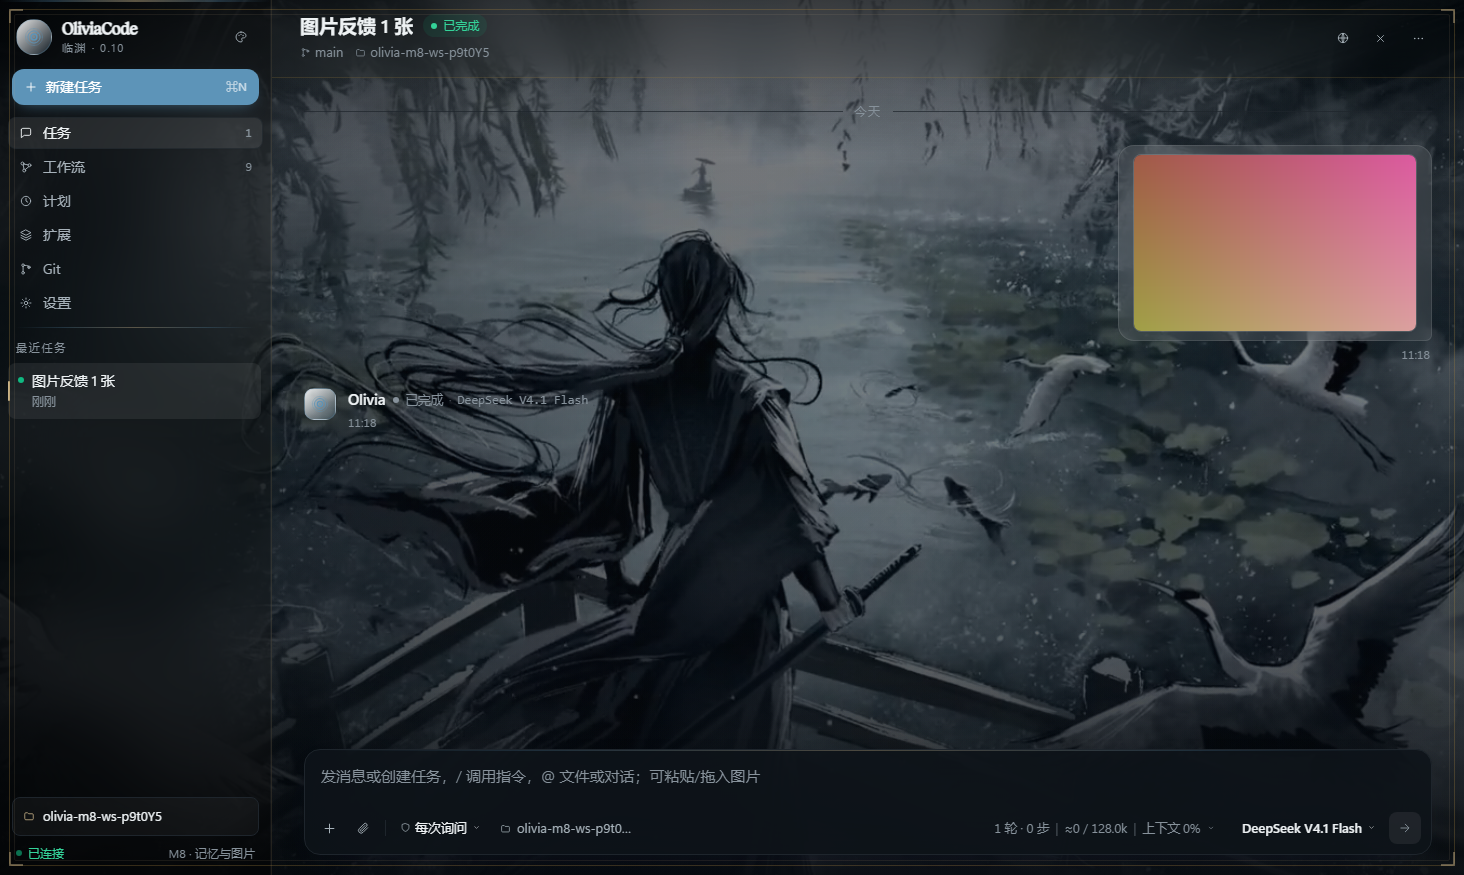 OliviaCode
临渊 · 0.10
新建任务 ⌘N
任务 1
工作流 9
计划
扩展
Git
设置
最近任务
图片反馈 1 张
刚刚
olivia-m8-ws-p9t0Y5
已连接 M8 · 记忆与图片
图片反馈 1 张 已完成
main olivia-m8-ws-p9t0Y5
今天
11:18
Olivia 已完成 · DeepSeek V4.1 Flash
11:18
发消息或创建任务，/ 调用指令，@ 文件或对话；可粘贴/拖入图片
每次询问 olivia-m8-ws-p9t0... 1 轮 · 0 步 | ≈0 / 128.0k | 上下文 0% DeepSeek V4.1 Flash